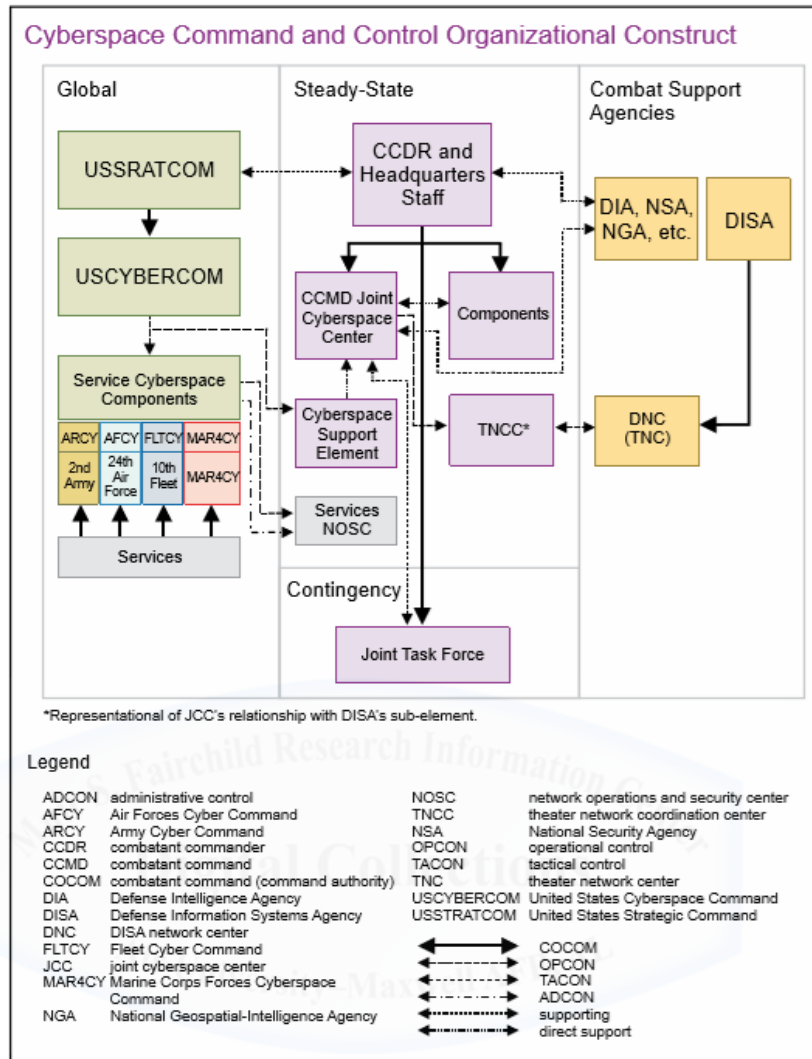 Cyberspace Command and Control Organizational Construct
Global
Steady-State
Combat Support
Agencies
USSRATCOM
CCDR and
Headquarters
Staff
DIA, NSA,
NGA, etc.
DISA
USCYBERCOM
CCMD Joint
Cyberspace
Center
Components
Service Cyberspace
Components
Cyberspace
Support
Element
TNCC*
DNC
(TNC)
ARCY
AFCY
FLTCY
MAR4CY
2nd
Army
24th
Air
Force
10th
Fleet
MAR4CY
Services
NOSC
Services
Contingency
Joint Task Force
*Representational of JCC's relationship with DISA's sub-element.
Legend
ADCON administrative control
AFCY Air Forces Cyber Command
ARCY Army Cyber Command
CCDR combatant commander
CCMD combatant command
COCOM combatant command (command authority)
DIA Defense Intelligence Agency
DISA Defense Information Systems Agency
DNC DISA network center
FLTCY Fleet Cyber Command
JCC joint cyberspace center
MAR4CY Marine Corps Forces Cyberspace
Command
NGA National Geospatial-Intelligence Agency
NOSC network operations and security center
TNCC theater network coordination center
NSA National Security Agency
OPCON operational control
TACON tactical control
TNC theater network center
USCYBERCOM United States Cyberspace Command
USSTRATCOM United States Strategic Command
COCOM
OPCON
TACON
ADCON
supporting
direct support